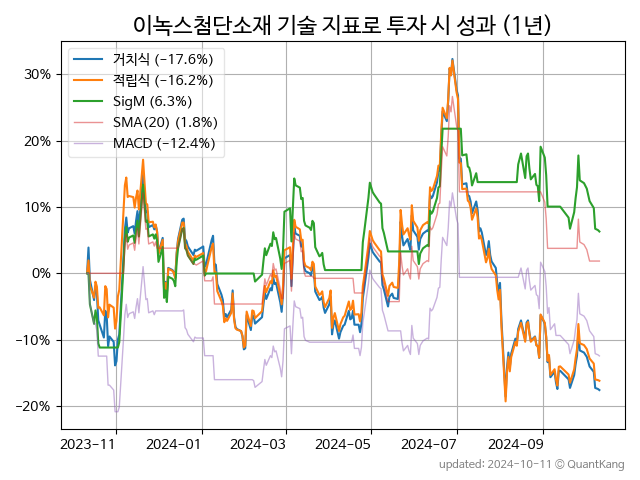 이녹스첨단소재 기술 지표로 투자 시 성과 (1년)
거치식 (−17.6%)
적립식 (−16.2%)
SigM (6.3%)
SMA(20) (1.8%)
MACD (−12.4%)
30%
20%
10%
0%
−10%
−20%
2023-11 2024-01 2024-03 2024-05 2024-07 2024-09
updated: 2024-10-11 © QuantKang